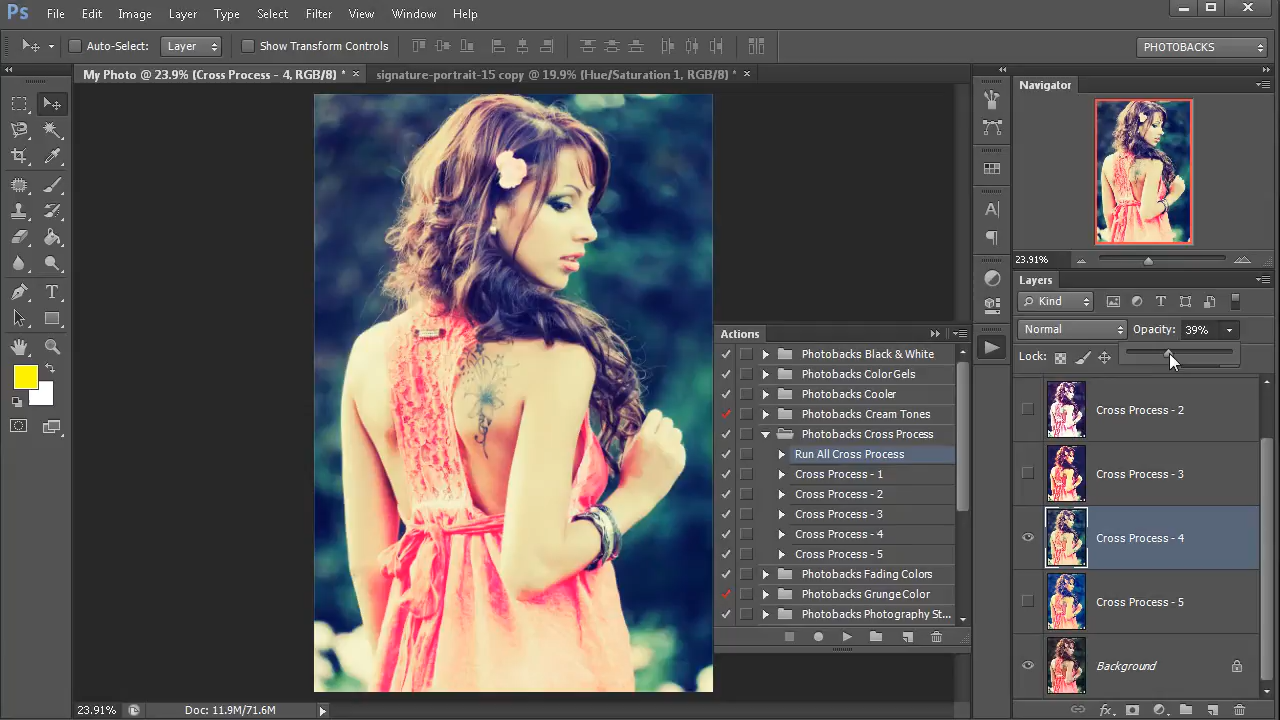 Ps File Edit Image Layer Type Select Filter View Window Help
Auto-Select: Layer Show Transform Controls PHOTOBACKS
My Photo @ 23.9% (Cross Process - 4, RGB/8) * × signature-portrait-15 copy @ 19.9% (Hue/Saturation 1, RGB/8) * ×
Navigator
23.91%
Layers
Kind
Normal Opacity: 39%
Lock:
Cross Process - 2
Cross Process - 3
Cross Process - 4
Cross Process - 5
Background
Actions
Photobacks Black & White
Photobacks Color Gels
Photobacks Cooler
Photobacks Cream Tones
Photobacks Cross Process
Run All Cross Process
Cross Process - 1
Cross Process - 2
Cross Process - 3
Cross Process - 4
Cross Process - 5
Photobacks Fading Colors
Photobacks Grunge Color
Photobacks Photography St...
23.91% Doc: 11.9M/71.6M